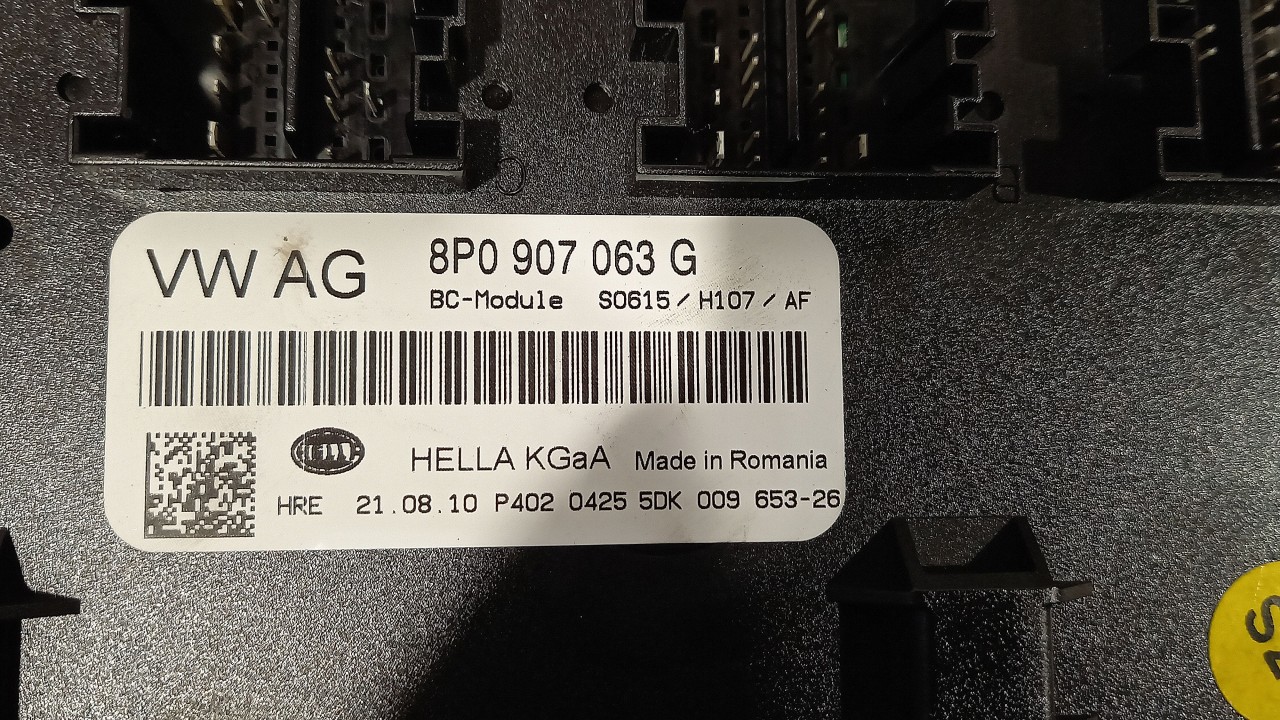 C
B
VW AG
8P0 907 063 G
BC-Module S0615 / H107 / AF
HELLA
HELLA KGaA Made in Romania
HRE 21.08.10 P402 0425 5DK 009 653-26